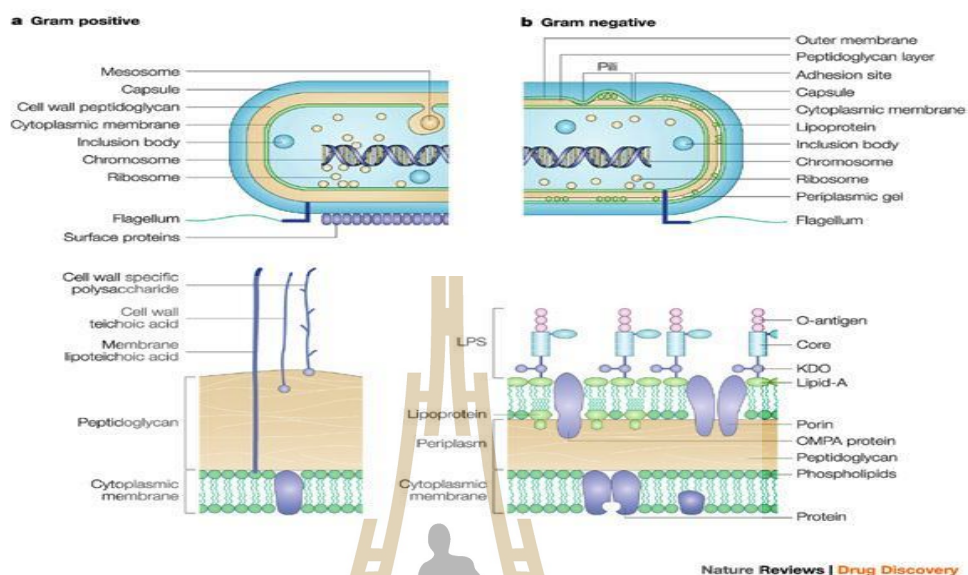 a Gram positive
Mesosome
Capsule
Cell wall peptidoglycan
Cytoplasmic membrane
Inclusion body
Chromosome
Ribosome
Flagellum
Surface proteins
b Gram negative
Pili
Outer membrane
Peptidoglycan layer
Adhesion site
Capsule
Cytoplasmic membrane
Lipoprotein
Inclusion body
Chromosome
Ribosome
Periplasmic gel
Flagellum
Cell wall specific
polysaccharide
Cell wall
teichoic acid
Membrane
lipoteichoic acid
Peptidoglycan
Cytoplasmic
membrane
LPS
Lipoprotein
Periplasm
Cytoplasmic
membrane
O-antigen
Core
KDO
Lipid-A
Porin
OMPA protein
Peptidoglycan
Phospholipids
Protein
Nature Reviews | Drug Discovery